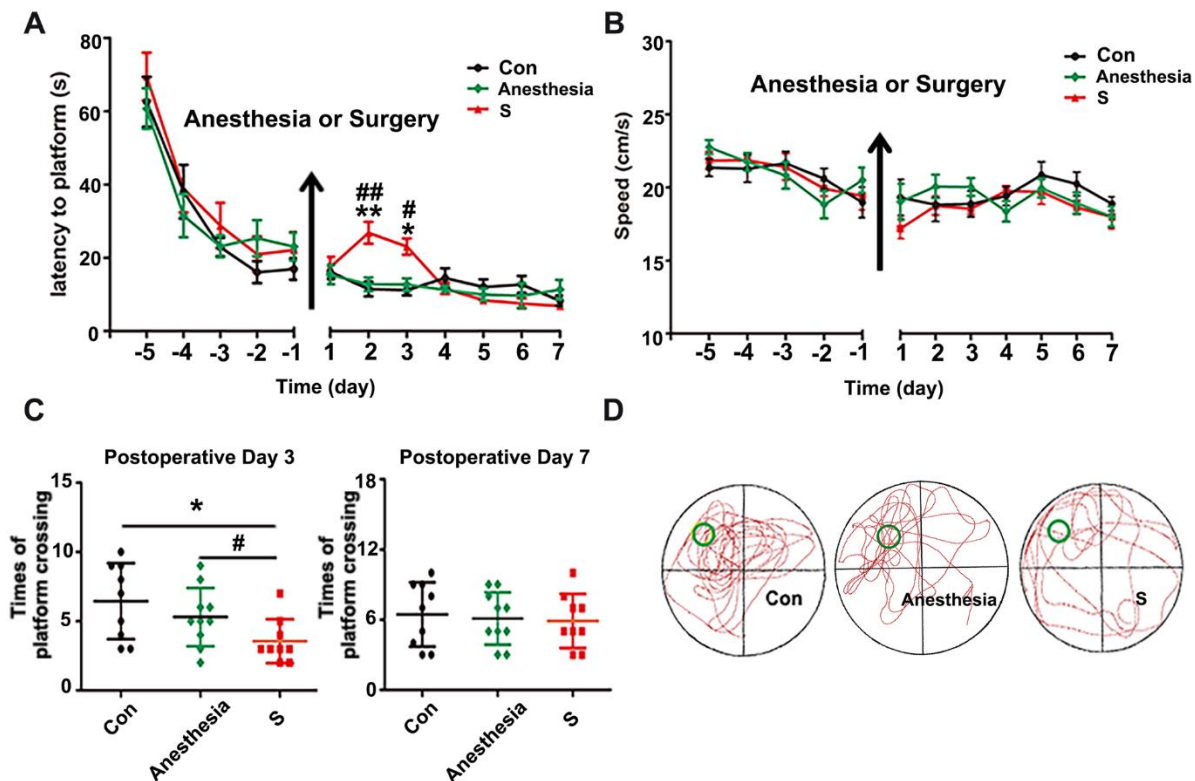 A
80
60
40
20
0
latency to platform (s)
Con
Anesthesia
S
Anesthesia or Surgery
##
**
#
*
-5 -4 -3 -2 -1 1 2 3 4 5 6 7
Time (day)
B
30
25
20
15
10
Speed (cm/s)
Con
Anesthesia
S
Anesthesia or Surgery
-5 -4 -3 -2 -1 1 2 3 4 5 6 7
Time (day)
C
Postoperative Day 3
15
10
5
0
Times of
platform crossing
*
#
Con Anesthesia S
Postoperative Day 7
18
12
6
0
Times of
platform crossing
Con Anesthesia S
D
Con
Anesthesia
S